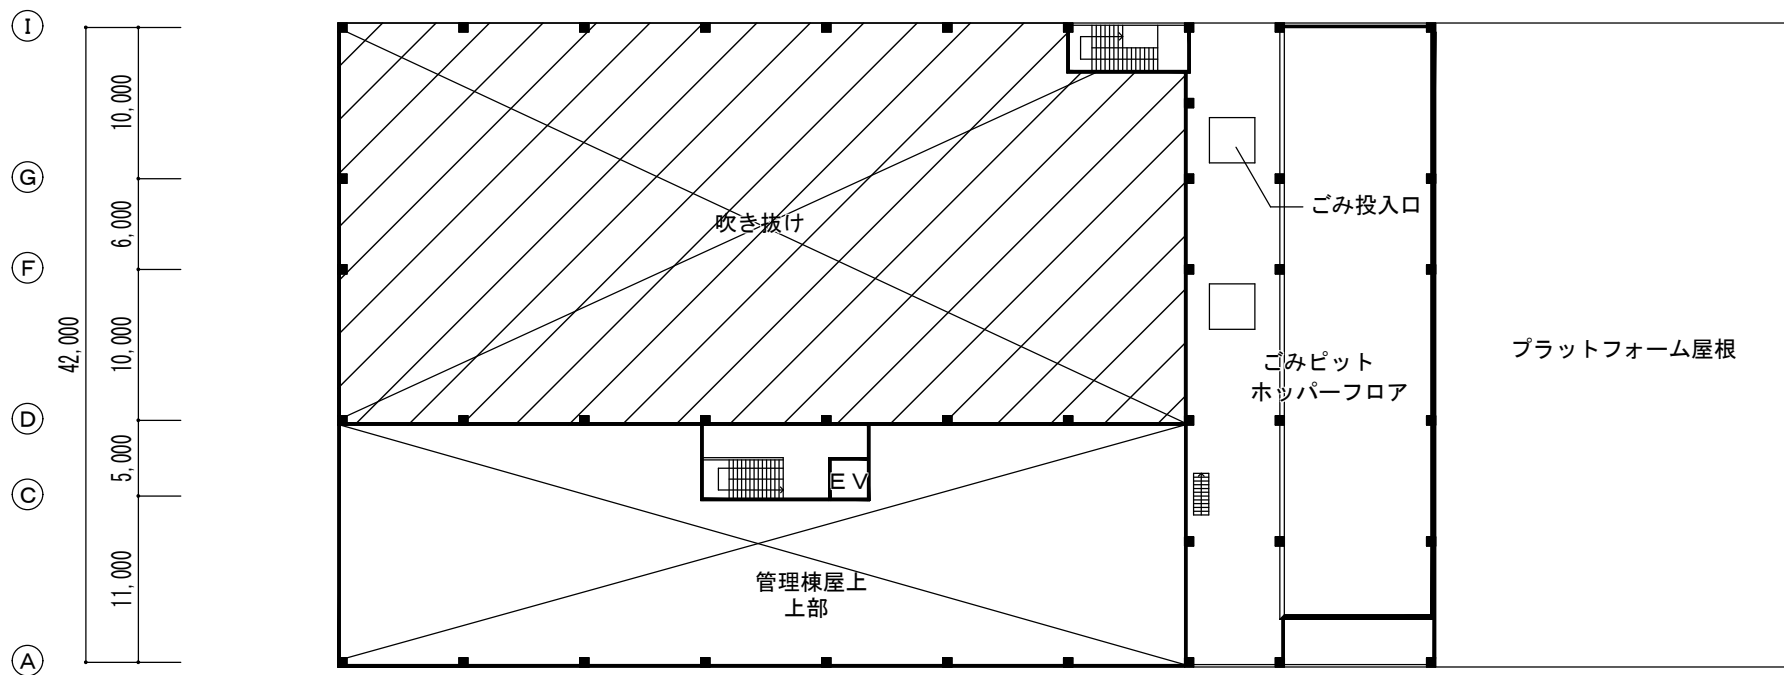 I
10,000
G
6,000
吹き抜け
ごみ投入口
F
42,000
10,000
ごみピット
ホッパーフロア
プラットフォーム屋根
D
5,000
EV
C
11,000
管理棟屋上
上部
A